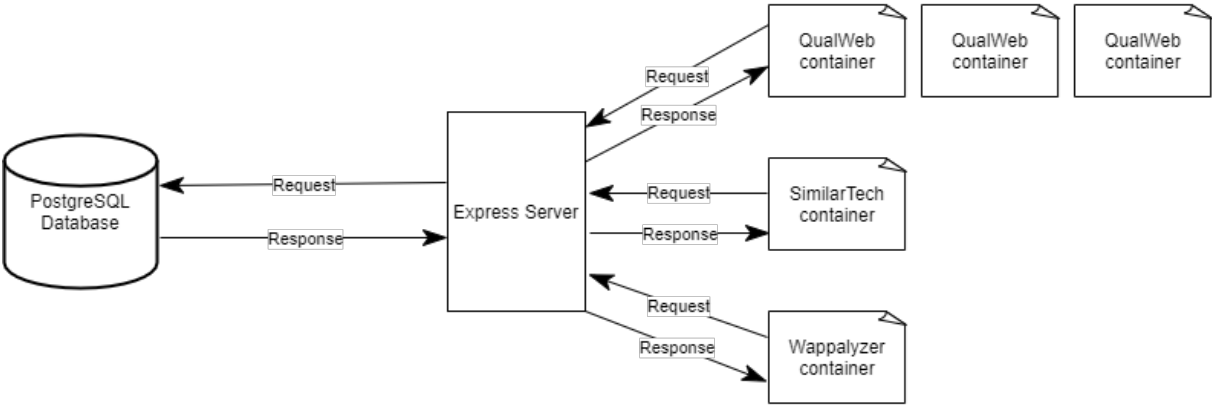 QualWeb
container
QualWeb
container
QualWeb
container
Request
Response
PostgreSQL
Database
Request
Response
Express Server
Request
Response
SimilarTech
container
Request
Response
Wappalyzer
container